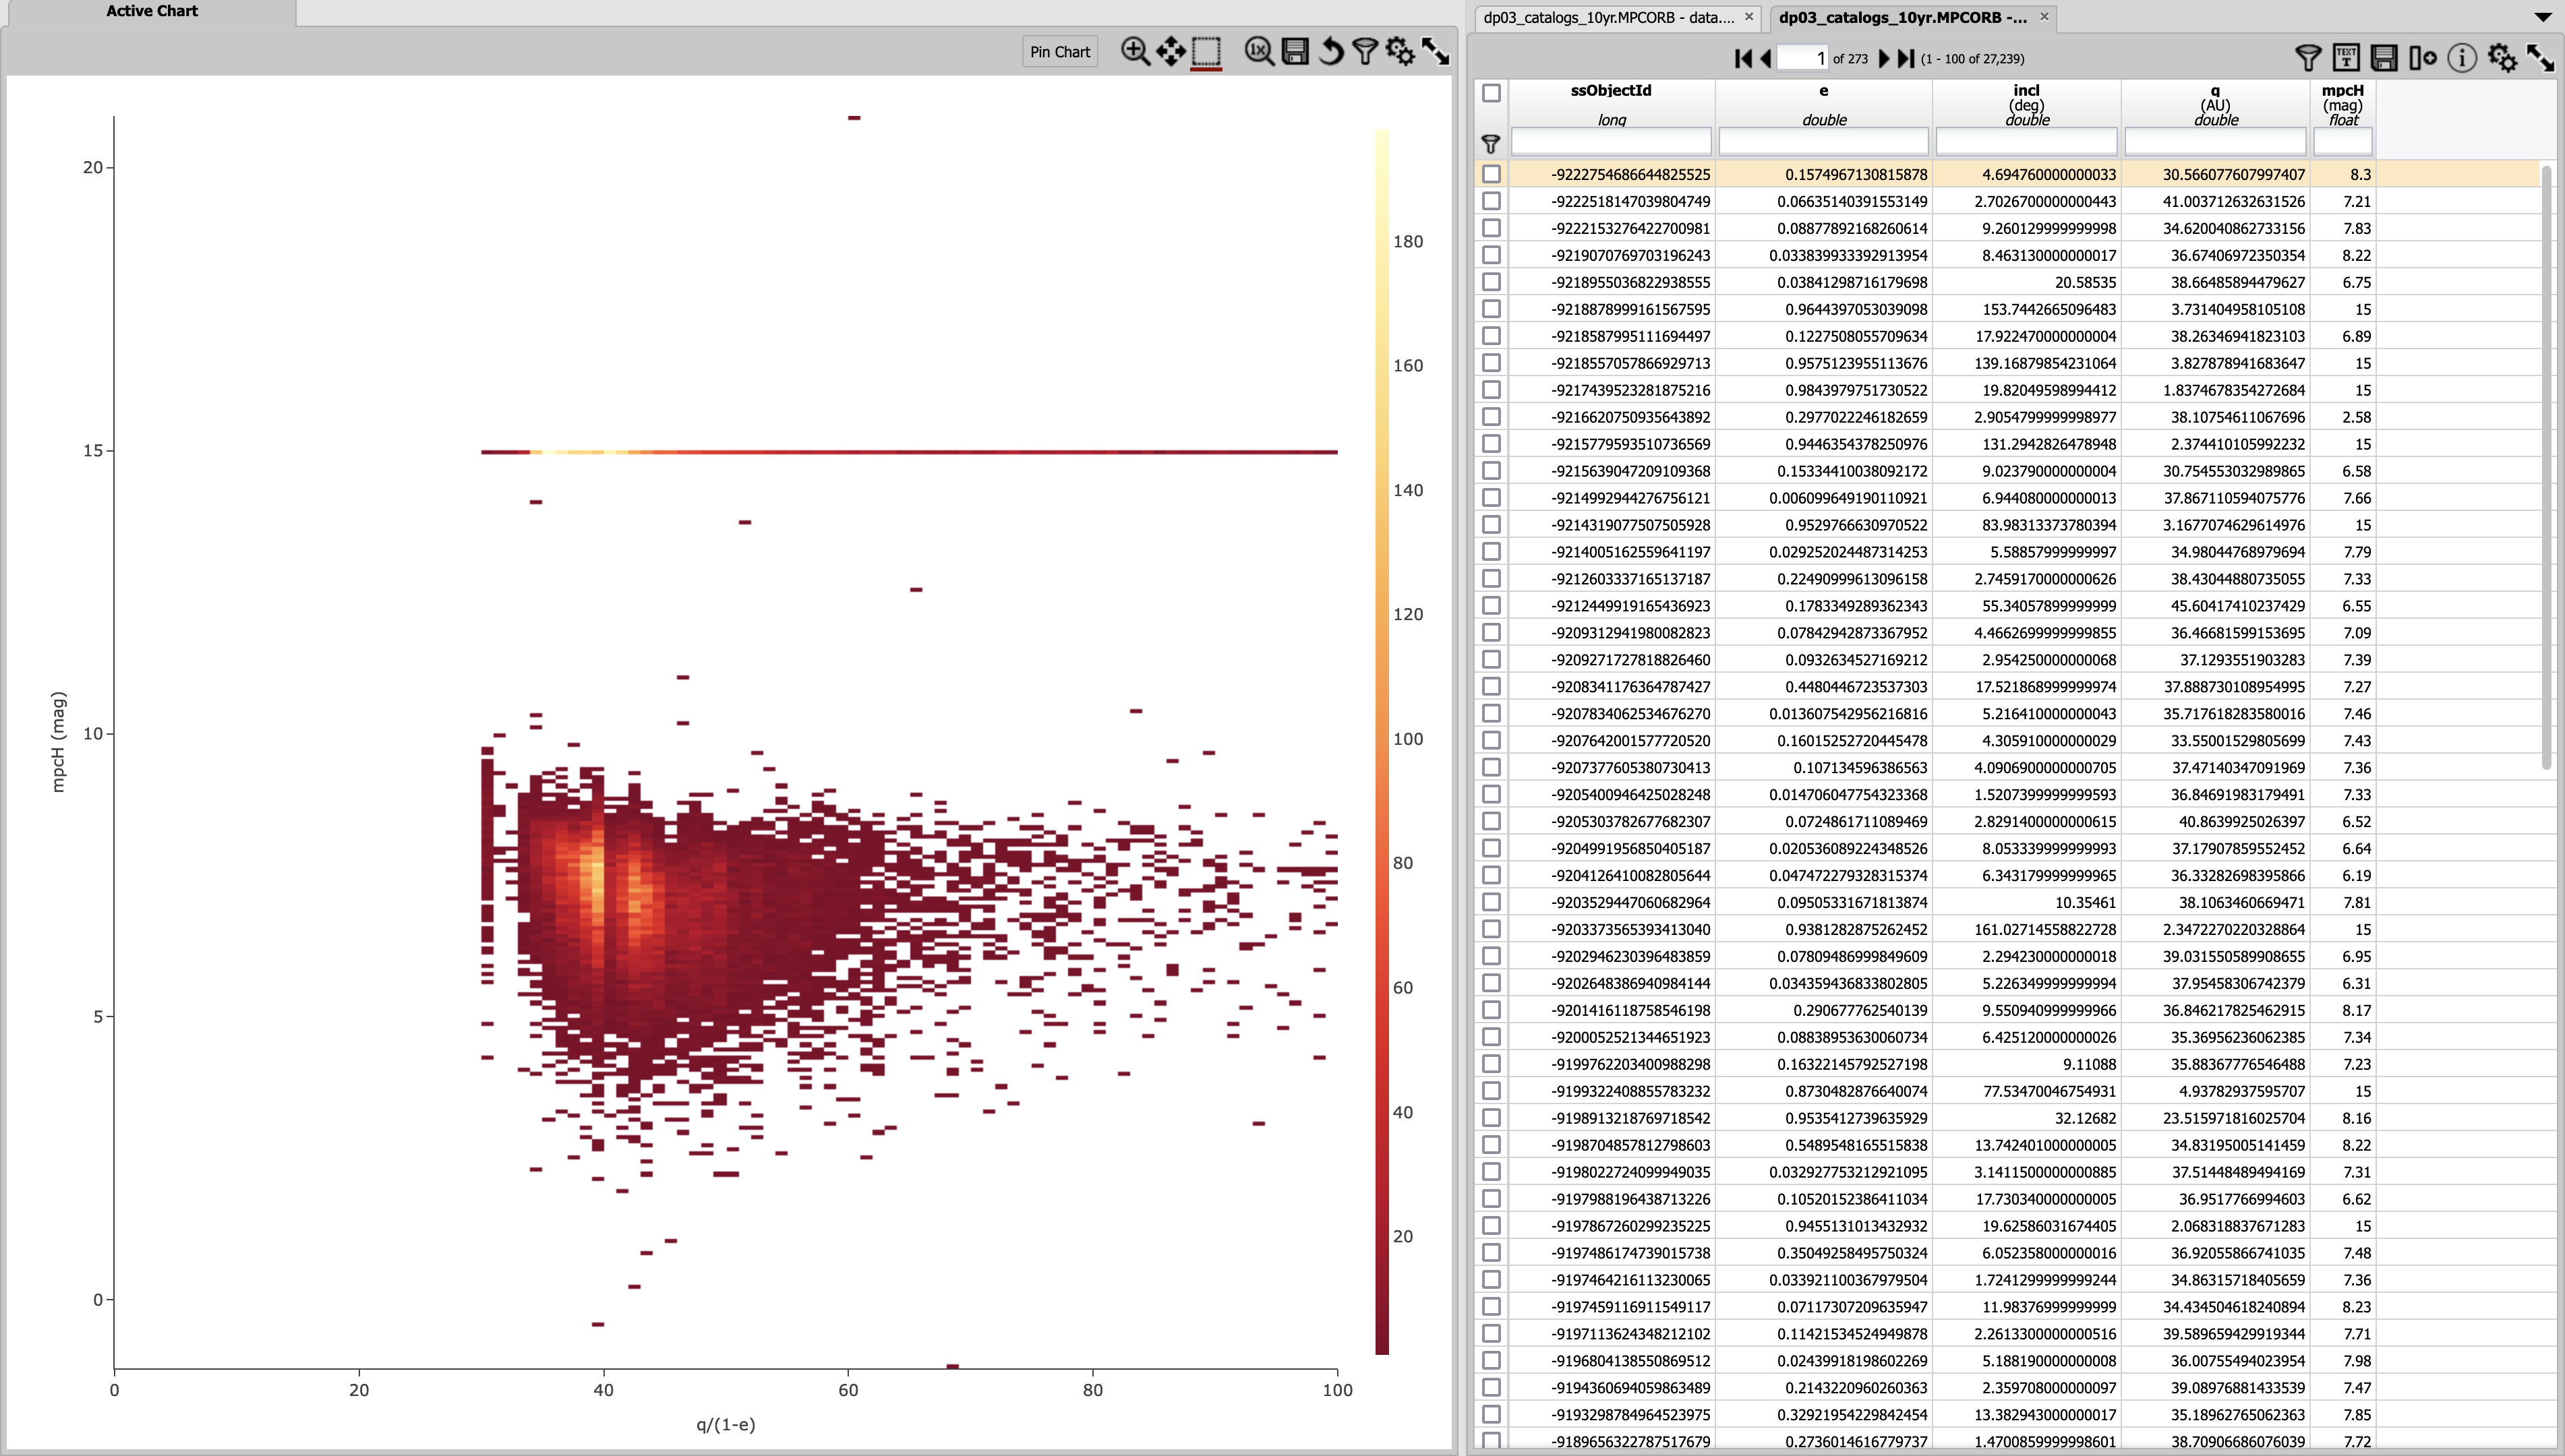 Active Chart
Pin Chart
1x
20
15
10
5
0
mpcH (mag)
0 20 40 60 80 100
q/(1-e)
180
160
140
120
100
80
60
40
20
dp03_catalogs_10yr.MPCORB - data.... × dp03_catalogs_10yr.MPCORB -... ×
1 of 273 (1 - 100 of 27,239)
TEXT T
ssObjectId e incl q mpcH
(deg) (AU) (mag)
long double double double float
-9222754686644825525 0.1574967130815878 4.694760000000033 30.566077607997407 8.3
-9222518147039804749 0.06635140391553149 2.7026700000000443 41.003712632631526 7.21
-9222153276422700981 0.08877892168260614 9.260129999999998 34.620040862733156 7.83
-9219070769703196243 0.033839933392913954 8.463130000000017 36.67406972350354 8.22
-9218955036822938555 0.03841298716179698 20.58535 38.66485894479627 6.75
-9218878999161567595 0.9644397053039098 153.7442665096483 3.731404958105108 15
-9218587995111694497 0.1227508055709634 17.922470000000004 38.26346941823103 6.89
-9218557057866929713 0.9575123955113676 139.16879854231064 3.827878941683647 15
-9217439523281875216 0.9843979751730522 19.82049598994412 1.8374678354272684 15
-9216620750935643892 0.2977022246182659 2.9054799999998977 38.10754611067696 2.58
-9215779593510736569 0.9446354378250976 131.2942826478948 2.374410105992232 15
-9215639047209109368 0.15334410038092172 9.023790000000004 30.754553032989865 6.58
-9214992944276756121 0.006099649190110921 6.944080000000013 37.867110594075776 7.66
-9214319077507505928 0.9529766630970522 83.98313373780394 3.1677074629614976 15
-9214005162559641197 0.029252024487314253 5.58857999999997 34.98044768979694 7.79
-9212603337165137187 0.22490999613096158 2.7459170000000626 38.43044880735055 7.33
-9212449919165436923 0.1783349289362343 55.34057899999999 45.60417410237429 6.55
-9209312941980082823 0.07842942873367952 4.4662699999999855 36.46681599153695 7.09
-9209271727818826460 0.0932634527169212 2.954250000000068 37.1293551903283 7.39
-9208341176364787427 0.4480446723537303 17.521868999999974 37.888730108954995 7.27
-9207834062534676270 0.013607542956216816 5.216410000000043 35.717618283580016 7.46
-9207642001577720520 0.16015252720445478 4.305910000000029 33.55001529805699 7.43
-9207377605380730413 0.107134596386563 4.0906900000000705 37.47140347091969 7.36
-9205400946425028248 0.014706047754323368 1.5207399999999593 36.84691983179491 7.33
-9205303782677682307 0.0724861711089469 2.8291400000000615 40.8639925026397 6.52
-9204991956850405187 0.020536089224348526 8.053339999999993 37.17907859552452 6.64
-9204126410082805644 0.047472279328315374 6.343179999999965 36.33282698395866 6.19
-9203529447060682964 0.09505331671813874 10.35461 38.1063460669471 7.81
-9203373565393413040 0.9381282875262452 161.02714558822728 2.3472270220328864 15
-9202946230396483859 0.07809486999849609 2.294230000000018 39.031550589908655 6.95
-9202648386940984144 0.034359436833802805 5.226349999999994 37.95458306742379 6.31
-9201416118758546198 0.290677762540139 9.550940999999966 36.846217825462915 8.17
-9200052521344651923 0.08838953630060734 6.425120000000026 35.36956236062385 7.34
-9199762203400988298 0.16322145792527198 9.11088 35.88367776546488 7.23
-9199322408855783232 0.8730482876640074 77.53470046754931 4.93782937595707 15
-9198913218769718542 0.9535412739635929 32.12682 23.515971816025704 8.16
-9198704857812798603 0.5489548165515838 13.742401000000005 34.83195005141459 8.22
-9198022724099949035 0.032927753212921095 3.1411500000000885 37.51448489494169 7.31
-9197988196438713226 0.10520152386411034 17.730340000000005 36.9517766994603 6.62
-9197867260299235225 0.9455131013432932 19.62586031674405 2.068318837671283 15
-9197486174739015738 0.35049258495750324 6.052358000000016 36.92055866741035 7.48
-9197464216113230065 0.033921100367979504 1.7241299999999244 34.86315718405659 7.36
-9197459116911549117 0.07117307209635947 11.98376999999999 34.434504618240894 8.23
-9197113624348212102 0.11421534524949878 2.2613300000000516 39.589659429919344 7.71
-9196804138550869512 0.02439918198602269 5.188190000000008 36.00755494023954 7.98
-9194360694059863489 0.2143220960260363 2.359708000000097 39.08976881433539 7.47
-9193298784964523975 0.32921954229842454 13.382943000000017 35.18962765062363 7.85
-9189656322787517679 0.2736014616779737 1.4700859999998601 38.70906686076039 7.72